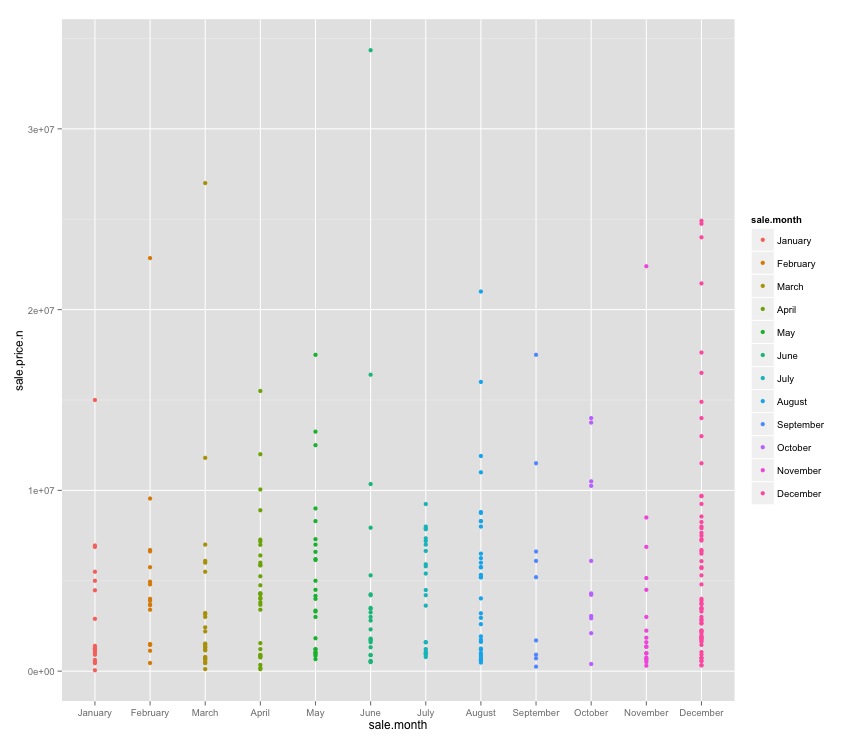 3e+07
2e+07
1e+07
0e+00
sale.price.n
January February March April May June July August September October November December
sale.month
sale.month
January
February
March
April
May
June
July
August
September
October
November
December